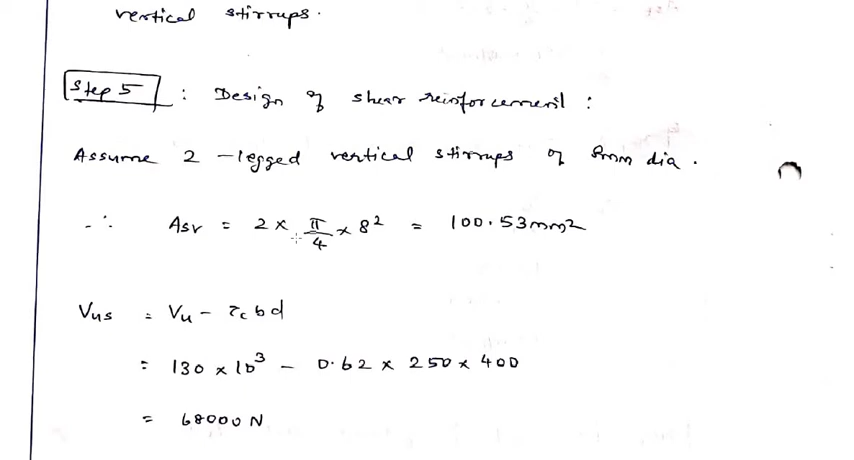 vertical stirrups.
Step 5 : Design of shear reinforcement :
Assume 2 -legged vertical stirrups of 8mm dia.
∴ Asv = 2 × π/4 × 8² = 100.53mm²
Vus = Vu - τc bd
= 130 × 10³ - 0.62 × 250 × 400
= 68000 N